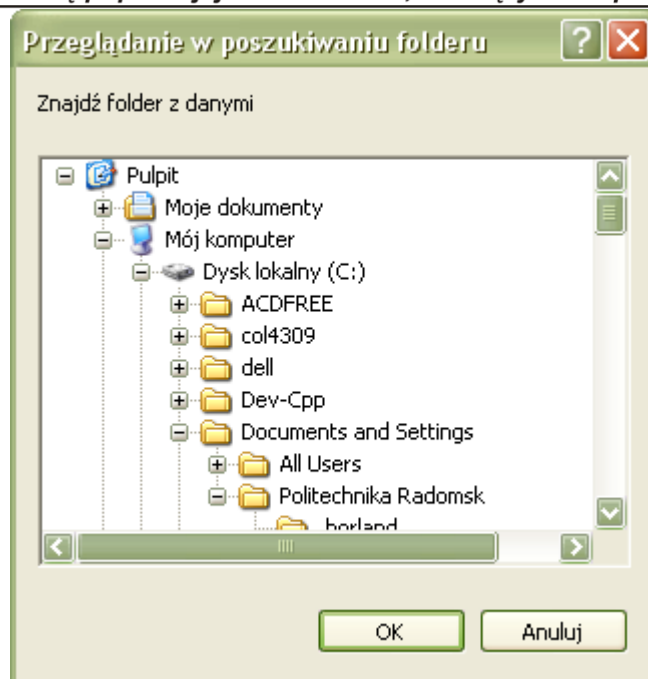 Przeglądanie w poszukiwaniu folderu
Znajdź folder z danymi
Pulpit
Moje dokumenty
Mój komputer
Dysk lokalny (C:)
ACDFREE
col4309
dell
Dev-Cpp
Documents and Settings
All Users
Politechnika Radomsk
OK Anuluj